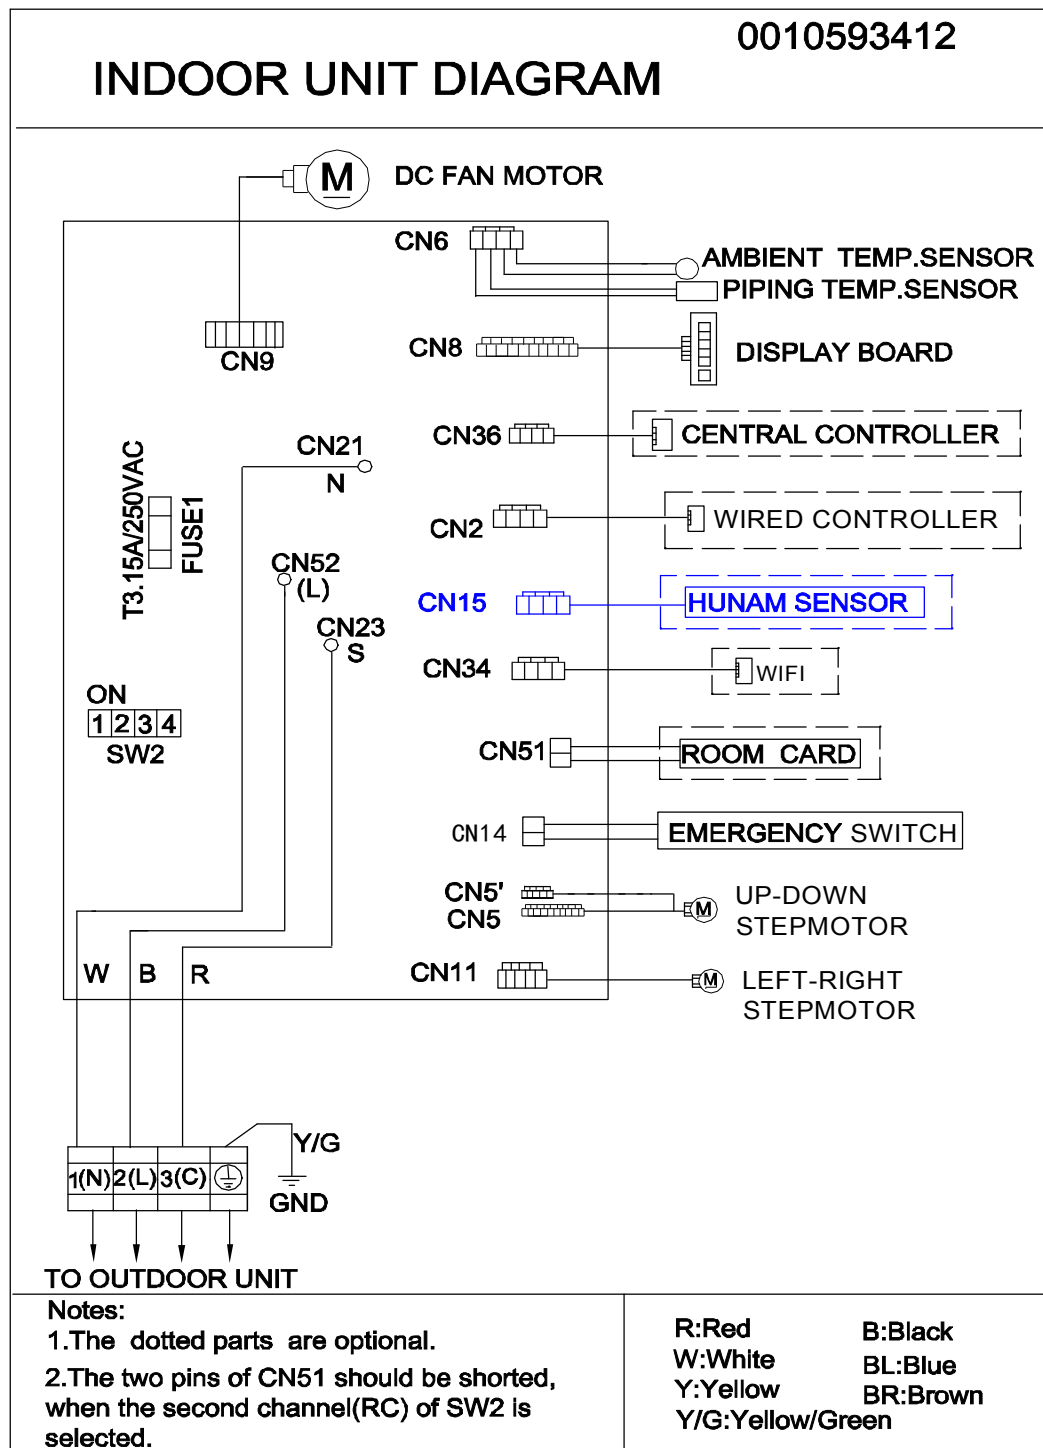 0010593412
INDOOR UNIT DIAGRAM
M DC FAN MOTOR
CN6
AMBIENT TEMP.SENSOR
PIPING TEMP.SENSOR
CN9
CN8
DISPLAY BOARD
CN36
CENTRAL CONTROLLER
CN21
N
T3.15A/250VAC
FUSE1
CN2
WIRED CONTROLLER
CN52
(L)
CN15
HUNAM SENSOR
CN23
S
CN34
WIFI
ON
1 2 3 4
SW2
CN51
ROOM CARD
CN14
EMERGENCY SWITCH
CN5'
CN5
M
UP-DOWN
STEPMOTOR
W B R
CN11
M
LEFT-RIGHT
STEPMOTOR
Y/G
1(N) 2(L) 3(C)
GND
TO OUTDOOR UNIT
Notes:
1.The dotted parts are optional.
2.The two pins of CN51 should be shorted,
when the second channel(RC) of SW2 is
selected.
R:Red B:Black
W:White BL:Blue
Y:Yellow BR:Brown
Y/G:Yellow/Green